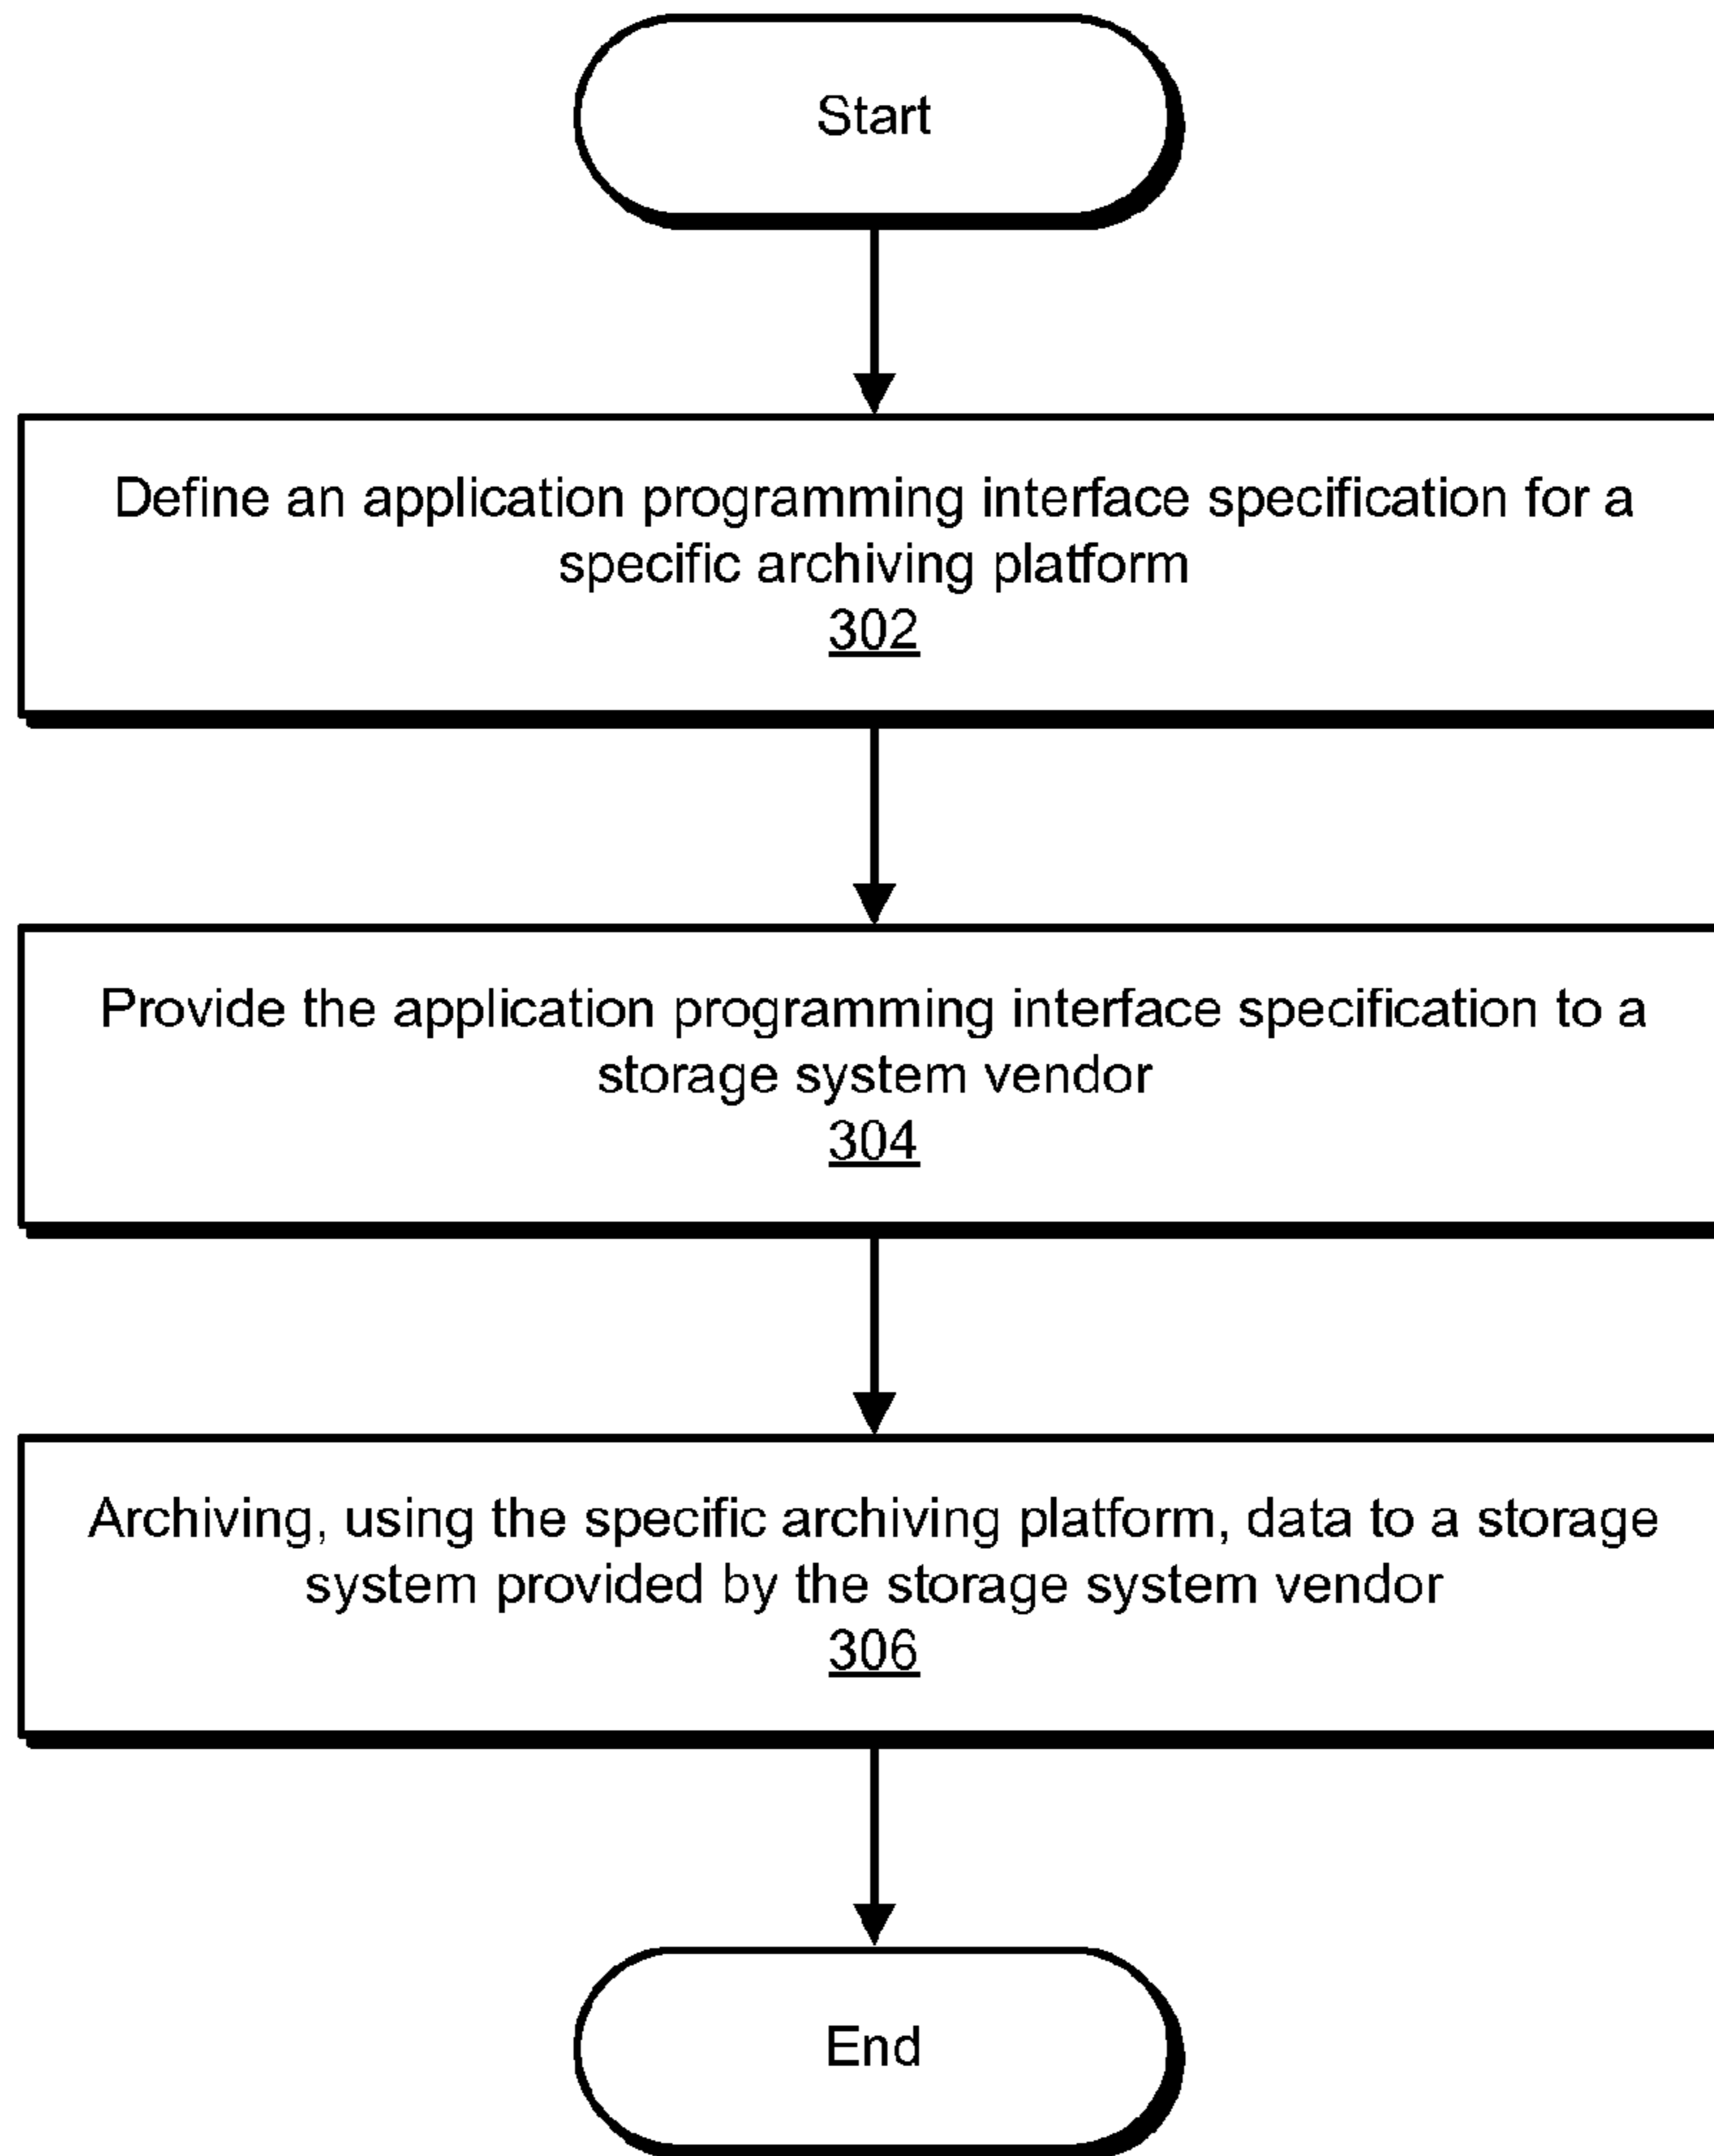 Start
Define an application programming interface specification for a
specific archiving platform
302
Provide the application programming interface specification to a
storage system vendor
304
Archiving, using the specific archiving platform, data to a storage
system provided by the storage system vendor
306
End